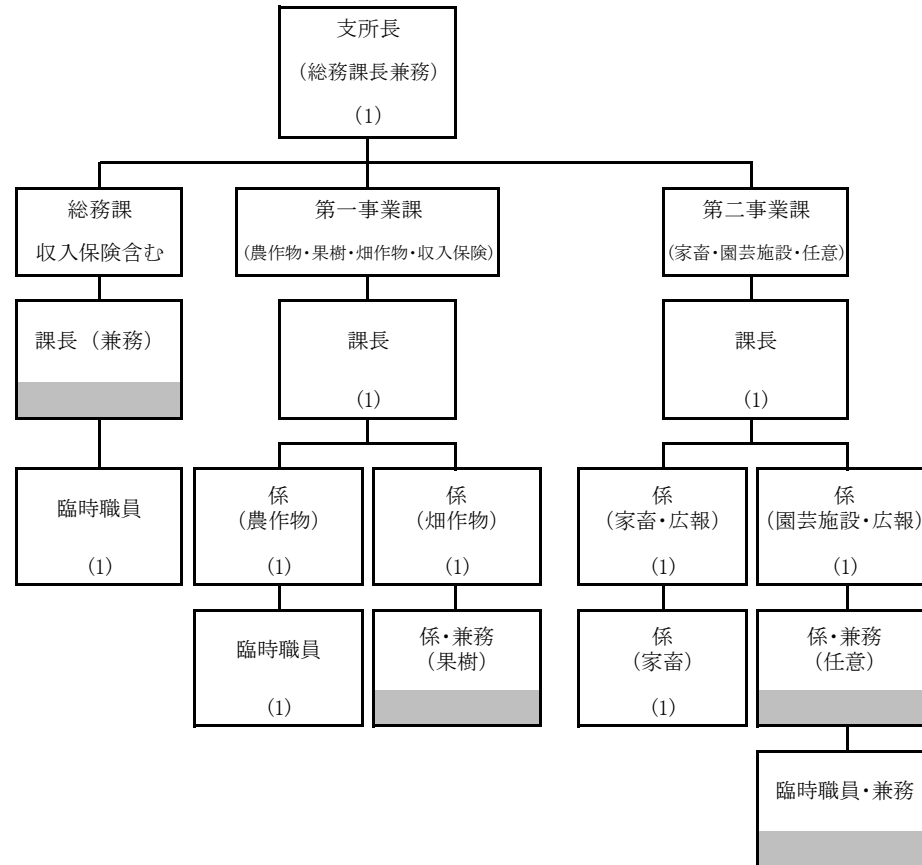 支所長
（総務課長兼務）
（1）
総務課
収入保険含む
第一事業課
（農作物・果樹・畑作物・収入保険）
第二事業課
（家畜・園芸施設・任意）
課長（兼務）
課長
（1）
課長
（1）
臨時職員
（1）
係
（農作物）
（1）
係
（畑作物）
（1）
係
（家畜・広報）
（1）
係
（園芸施設・広報）
（1）
臨時職員
（1）
係・兼務
（果樹）
係
（家畜）
（1）
係・兼務
（任意）
臨時職員・兼務